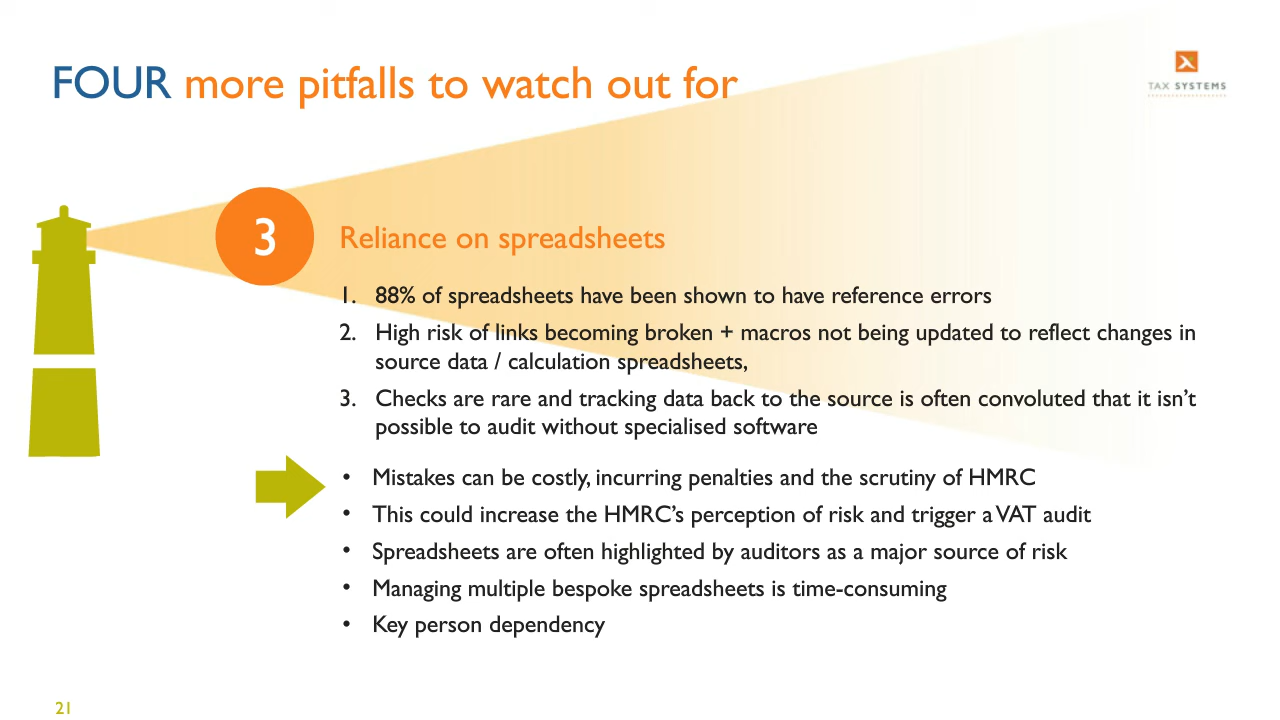 FOUR more pitfalls to watch out for
TAX SYSTEMS
3
Reliance on spreadsheets
1. 88% of spreadsheets have been shown to have reference errors
2. High risk of links becoming broken + macros not being updated to reflect changes in
source data / calculation spreadsheets,
3. Checks are rare and tracking data back to the source is often convoluted that it isn’t
possible to audit without specialised software
• Mistakes can be costly, incurring penalties and the scrutiny of HMRC
• This could increase the HMRC’s perception of risk and trigger a VAT audit
• Spreadsheets are often highlighted by auditors as a major source of risk
• Managing multiple bespoke spreadsheets is time-consuming
• Key person dependency
21